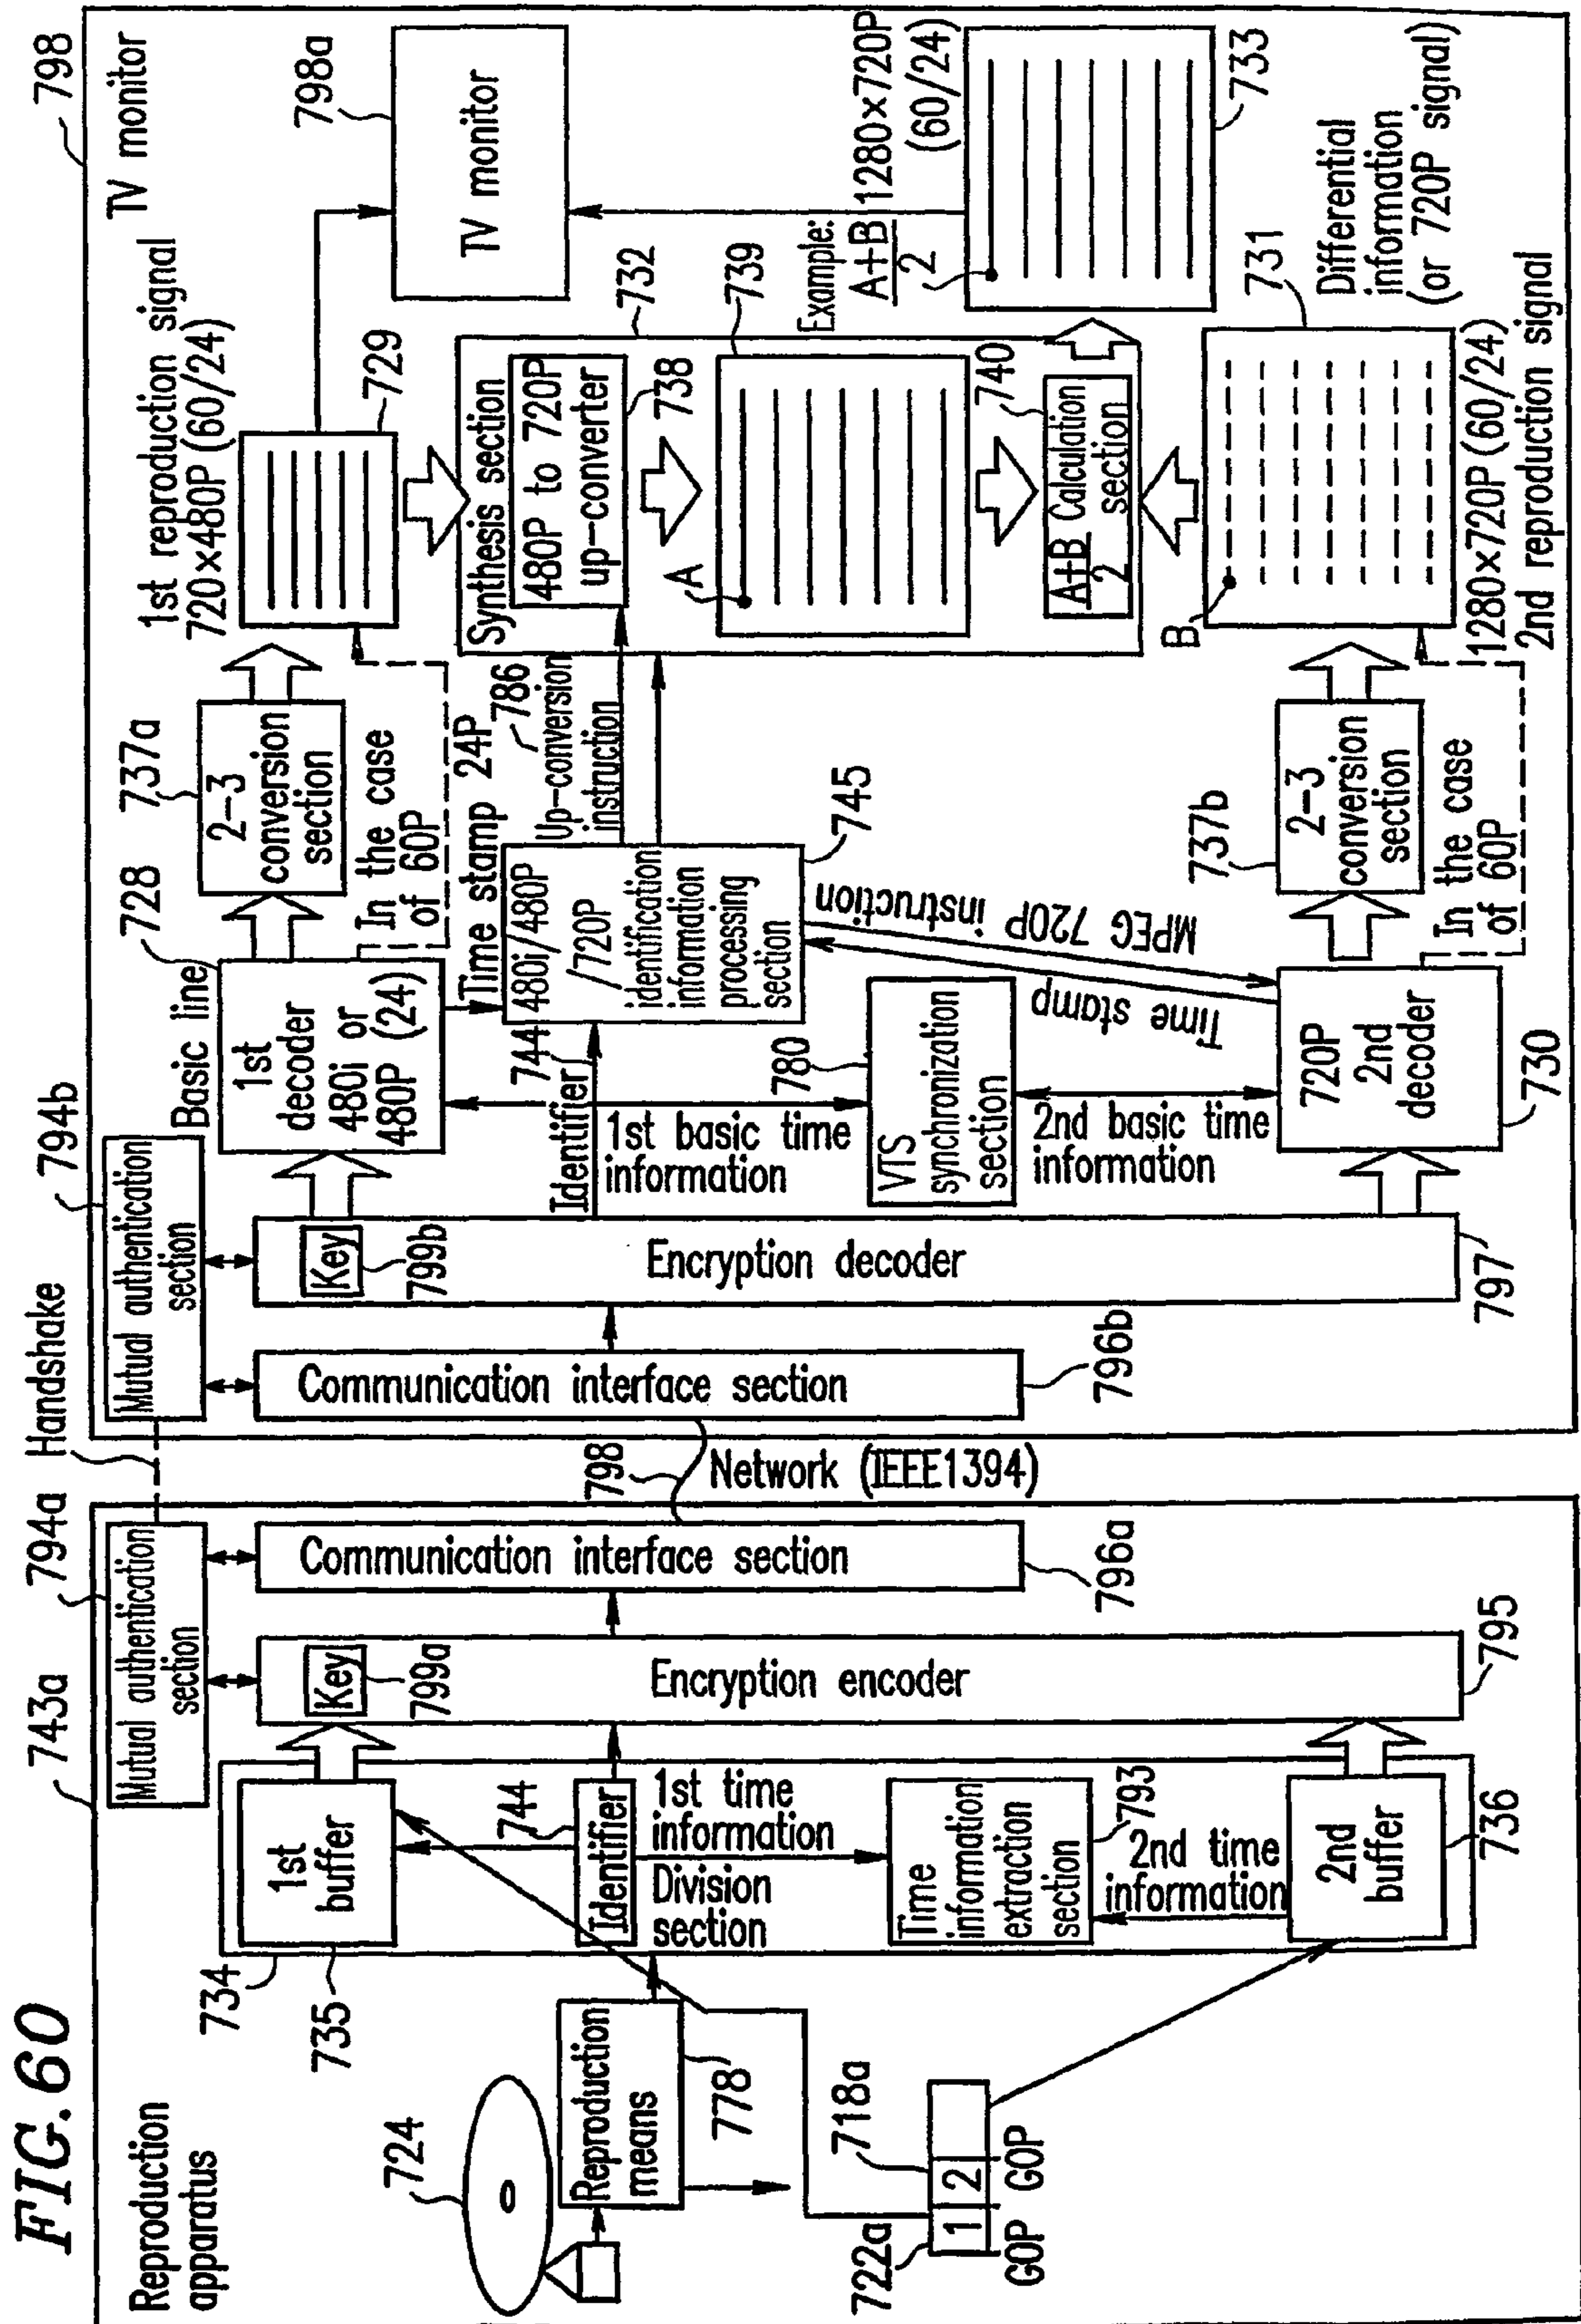 FIG. 60
Reproduction
apparatus
743a
794a
Handshake
794b
798
TV monitor
Mutual authentication
section
Mutual authentication
section
724
Reproduction
means
778
722a
718a
1
2
GOP
GOP
734
735
1st
buffer
744
Identifier
1st time
information
Division
section
Time
information
extraction
section
793
2nd time
information
2nd
buffer
736
Key
799a
Encryption encoder
795
Communication interface section
796a
798
Network (IEEE1394)
Communication interface section
796b
Key
799b
Encryption decoder
797
Basic line
728
1st
decoder
480i or
480P (24)
737a
2-3
conversion
section
In the case
of 60P
Time stamp 24P
744
Identifier
480i/480P
/720P
identification
information
processing
section
745
786
Up-conversion
instruction
1st basic time
information
780
VTS
synchronization
section
2nd basic time
information
MPEG 720P instruction
Time stamp
720P
2nd
decoder
730
737b
2-3
conversion
section
In the case
of 60P
1st reproduction signal
720×480P (60/24)
729
732
Synthesis section
480P to 720P
up-converter
738
739
A
740
A+B
2
Calculation
section
B
731
1280×720P (60/24)
2nd reproduction signal
Differential
information
(or 720P signal)
798a
TV monitor
Example:
A+B
2
1280×720P
(60/24)
733